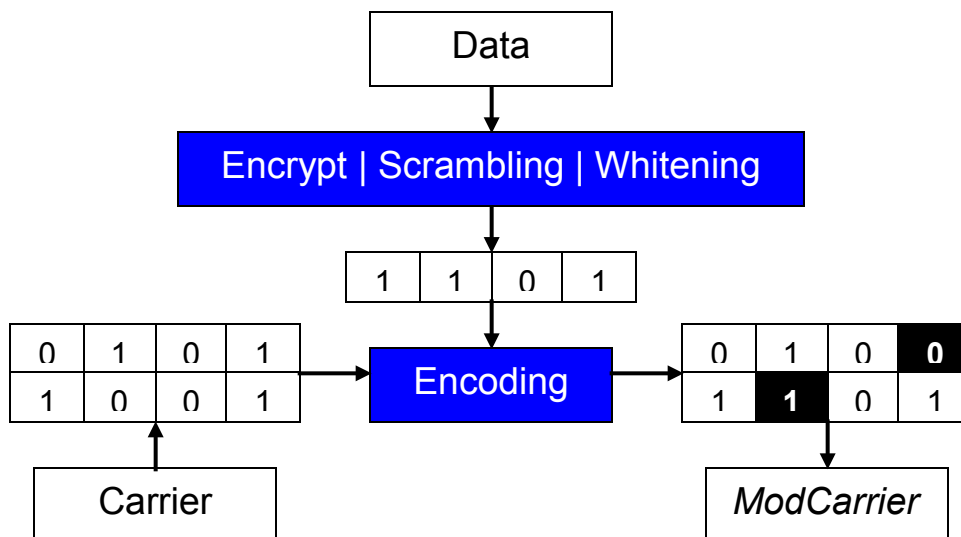 Data
Encrypt | Scrambling | Whitening
1 1 0 1
0 1 0 1
1 0 0 1
Encoding
0 1 0 0
1 1 0 1
Carrier
ModCarrier